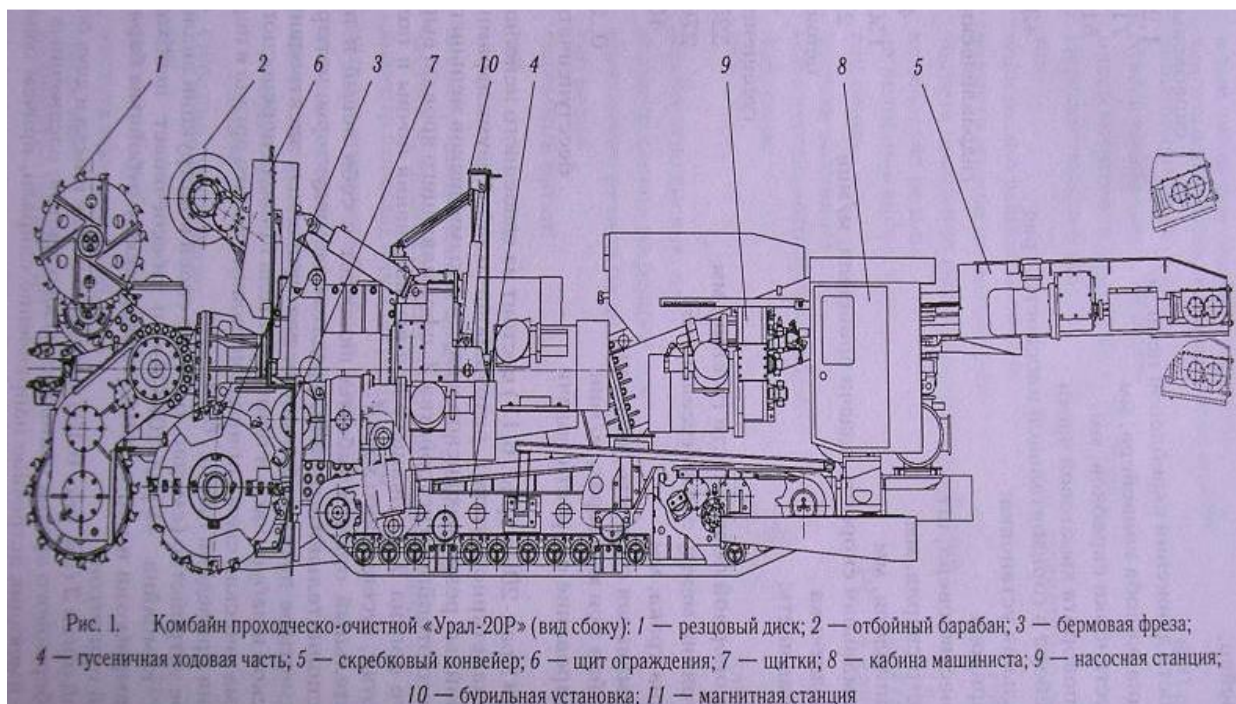 1 2 6 3 7 10 4 9 8 5
Рис. 1. Комбайн проходческо-очистной «Урал-20Р» (вид сбоку): 1 — резцовый диск; 2 — отбойный барабан; 3 — бермовая фреза;
4 — гусеничная ходовая часть; 5 — скребковый конвейер; 6 — щит ограждения; 7 — щитки; 8 — кабина машиниста; 9 — насосная станция;
10 — бурильная установка; 11 — магнитная станция